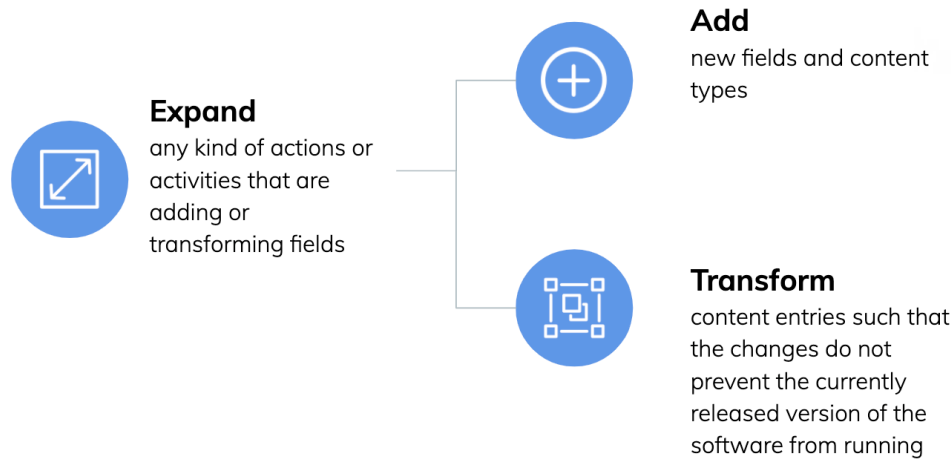 Expand
any kind of actions or
activities that are
adding or
transforming fields
Add
new fields and content
types
Transform
content entries such that
the changes do not
prevent the currently
released version of the
software from running